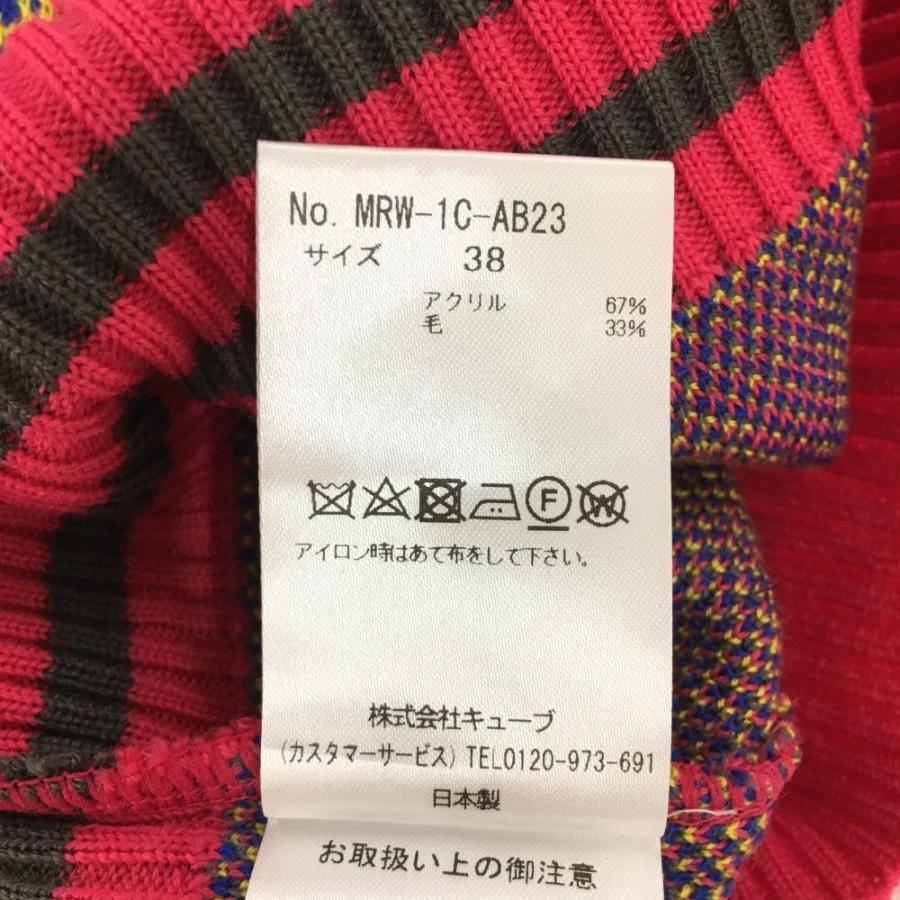 No. MRW-1C-AB23
サイズ 38
アクリル 67%
毛 33%
F W
アイロン時はあて布をして下さい。
株式会社キューブ
(カスタマーサービス) TEL0120-973-691
日本製
お取扱い上の御注意